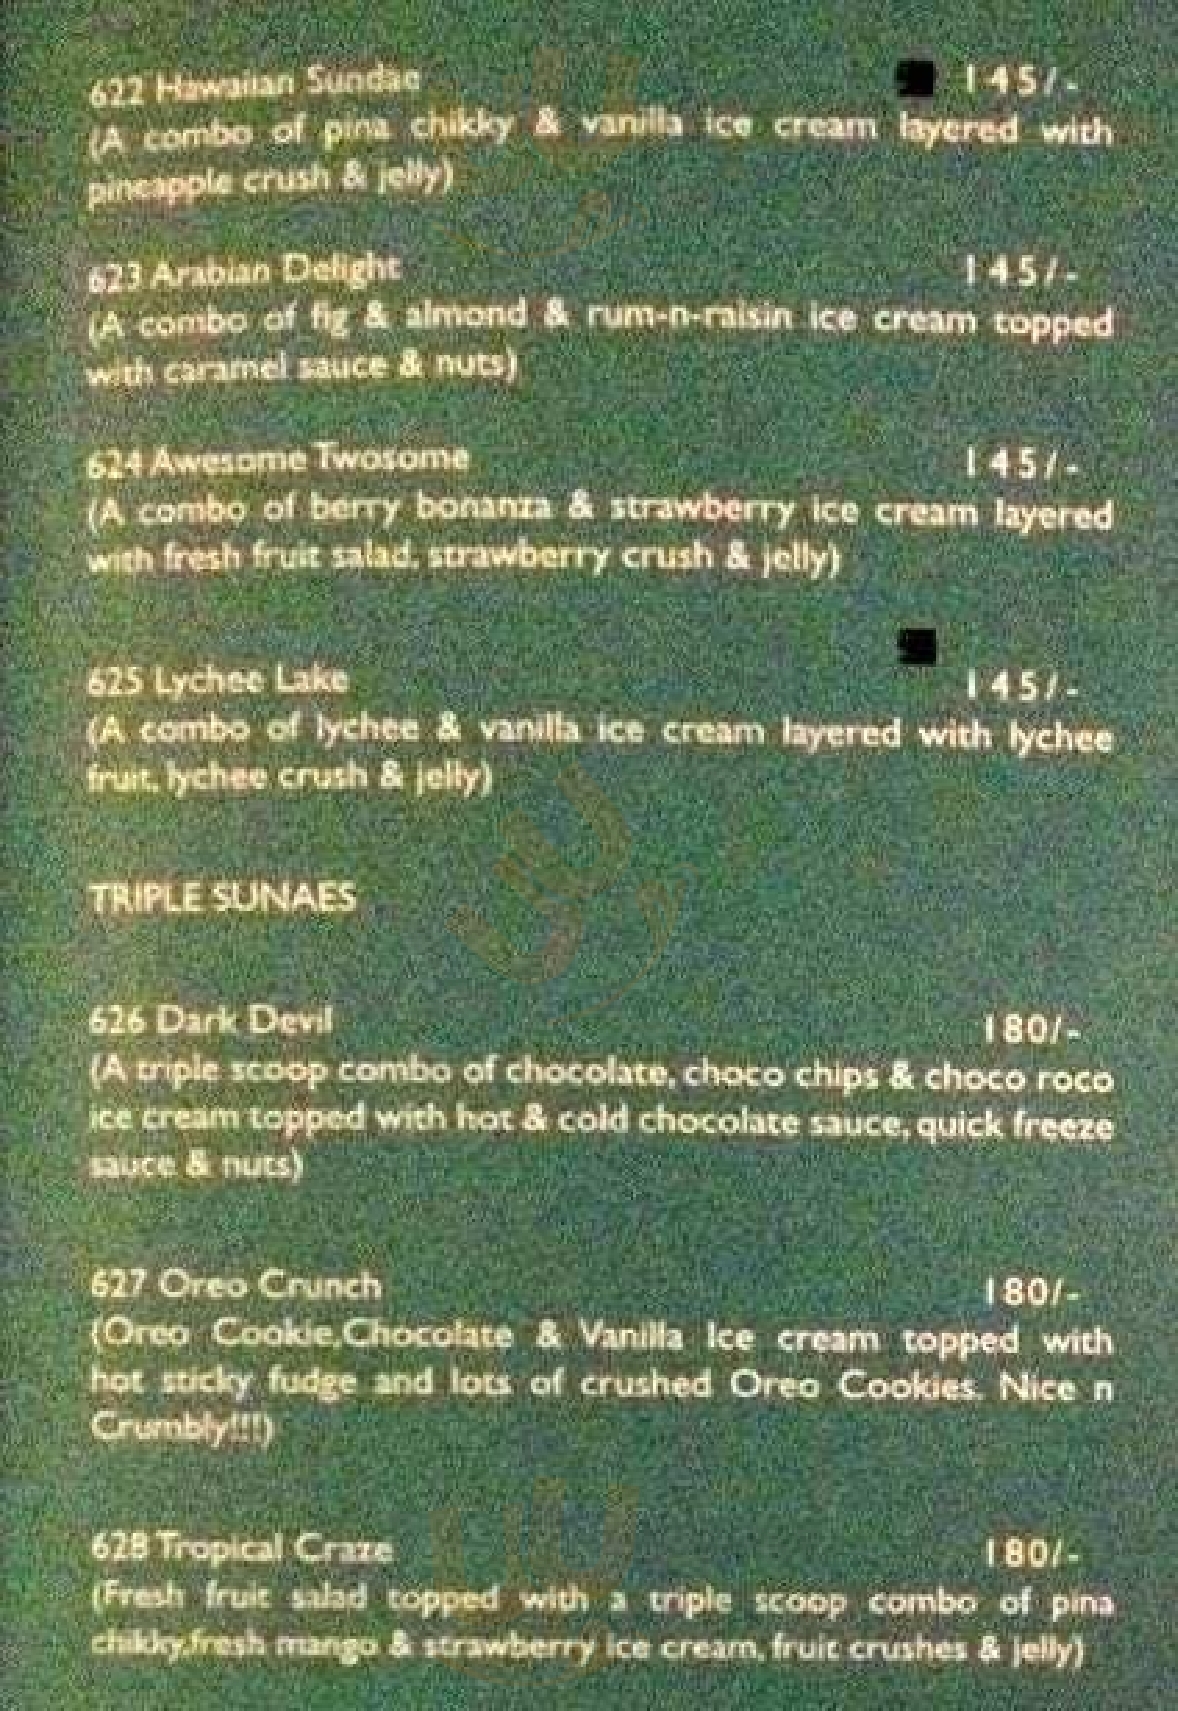 622 Hawaiian Sundae 145/-
(A combo of pina chikky & vanilla ice cream layered with
pineapple crush & jelly)
623 Arabian Delight 145/-
(A combo of fig & almond & rum-n-raisin ice cream topped
with caramel sauce & nuts)
624 Awesome Twosome 145/-
(A combo of berry bonanza & strawberry ice cream layered
with fresh fruit salad, strawberry crush & jelly)
625 Lychee Lake 145/-
(A combo of lychee & vanilla ice cream layered with lychee
fruit, lychee crush & jelly)
TRIPLE SUNAES
626 Dark Devil 180/-
(A triple scoop combo of chocolate, choco chips & choco roco
ice cream topped with hot & cold chocolate sauce, quick freeze
sauce & nuts)
627 Oreo Crunch 180/-
(Oreo Cookie,Chocolate & Vanilla Ice cream topped with
hot sticky fudge and lots of crushed Oreo Cookies. Nice n
Crumbly!!!)
628 Tropical Craze 180/-
(Fresh fruit salad topped with a triple scoop combo of pina
chikky,fresh mango & strawberry ice cream, fruit crushes & jelly)